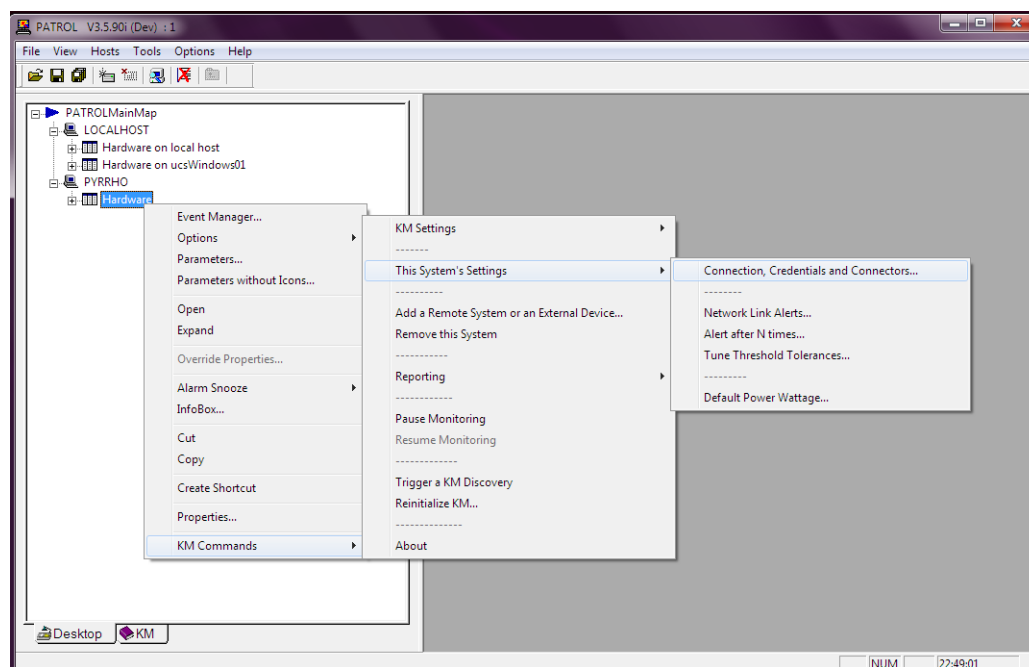 PATROL V3.5.90i (Dev) : 1
File View Hosts Tools Options Help
PATROLMainMap
LOCALHOST
Hardware on local host
Hardware on ucsWindows01
PYRRHO
Hardware
Event Manager...
Options
Parameters...
Parameters without Icons...
Open
Expand
Override Properties...
Alarm Snooze
InfoBox...
Cut
Copy
Create Shortcut
Properties...
KM Commands
KM Settings
-------
This System's Settings
----------
Add a Remote System or an External Device...
Remove this System
-----------
Reporting
------------
Pause Monitoring
Resume Monitoring
-------------
Trigger a KM Discovery
Reinitialize KM...
--------------
About
Connection, Credentials and Connectors...
--------
Network Link Alerts...
Alert after N times...
Tune Threshold Tolerances...
---------
Default Power Wattage...
Desktop KM
NUM 22:49:01